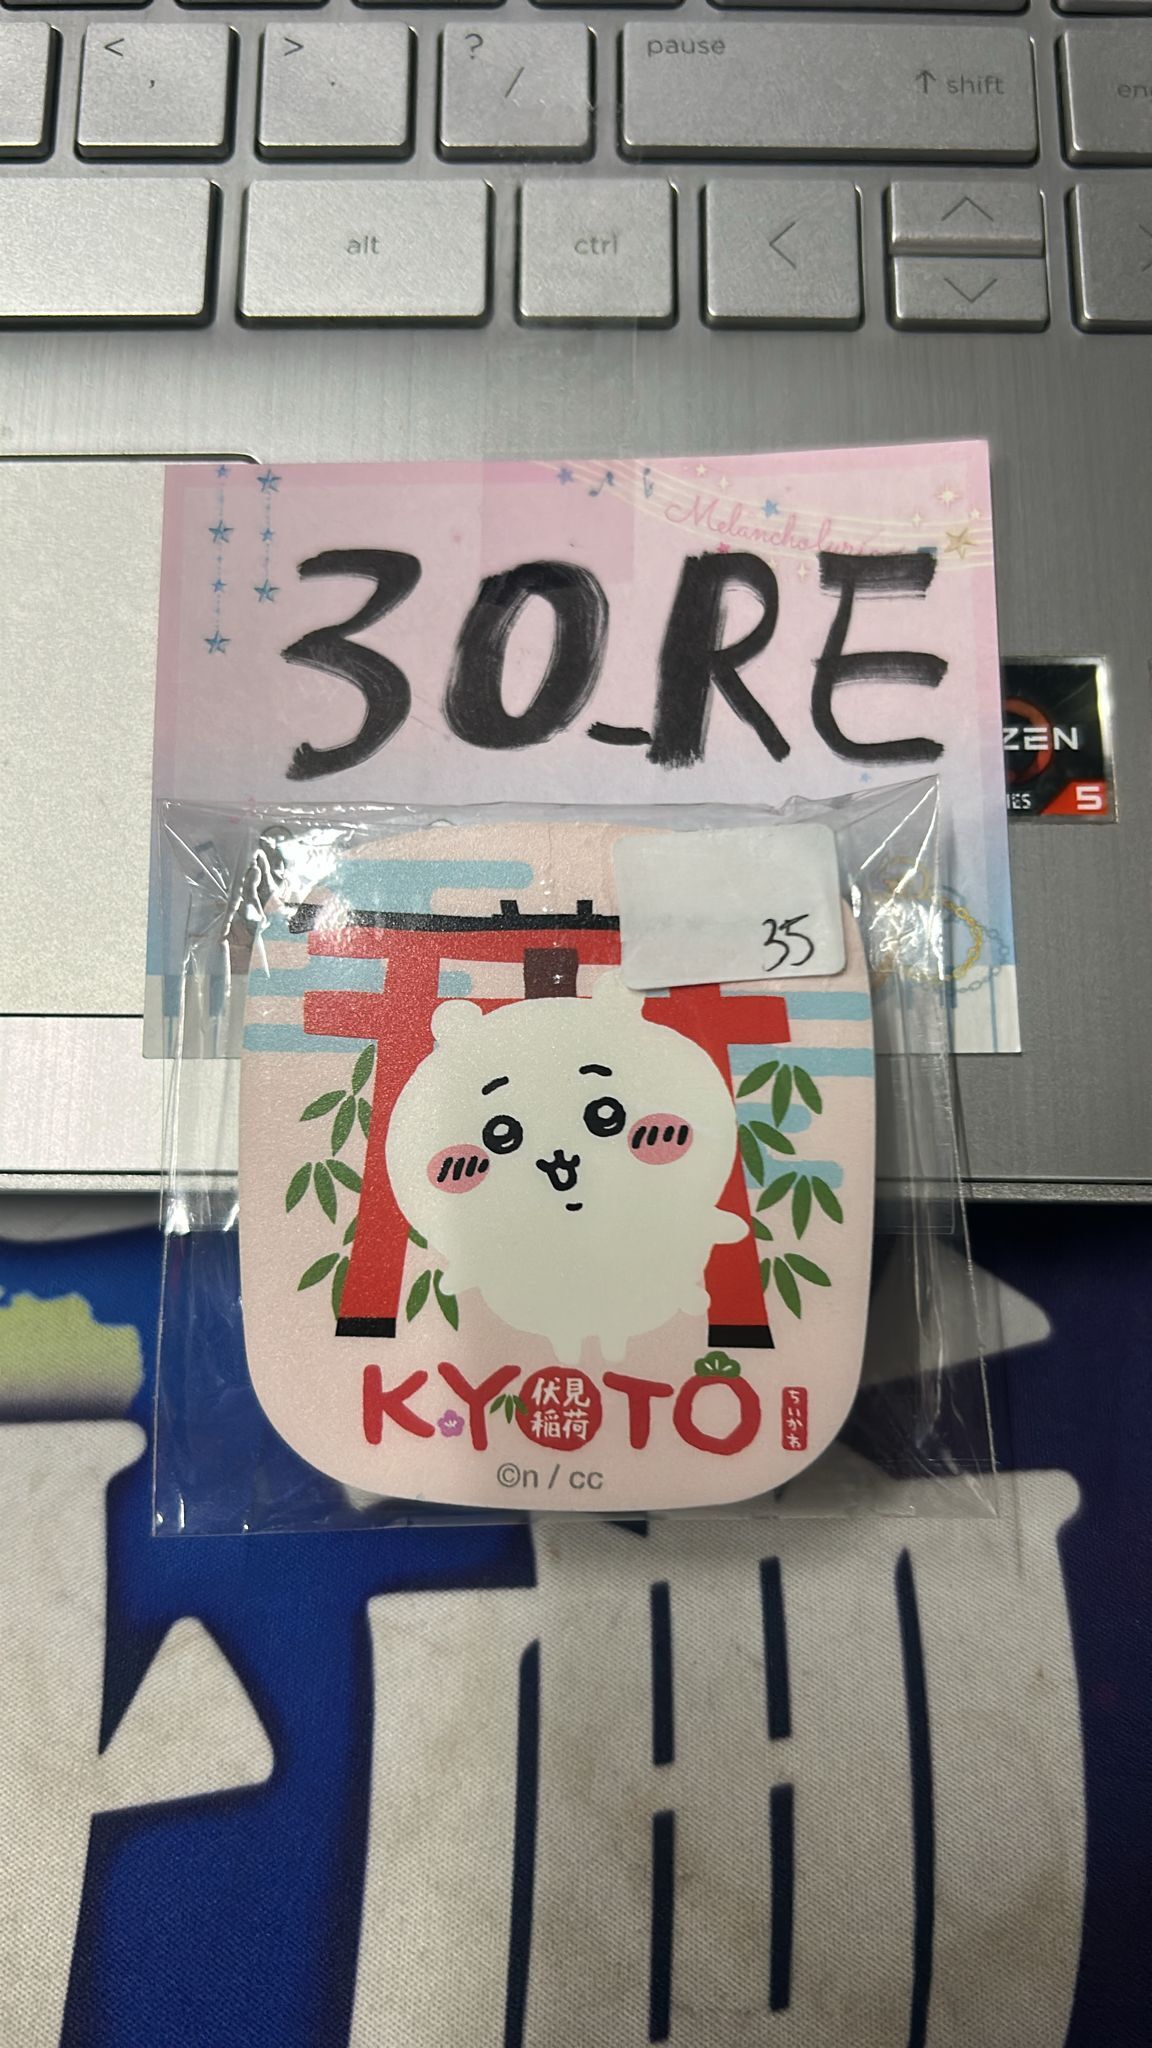 <
,
>
.
?
/
pause
↑ shift
alt
ctrl
Melancholy
30_RE
ZEN
5
35
KYOTO
伏見
稲荷
ちいかわ
©n / cc